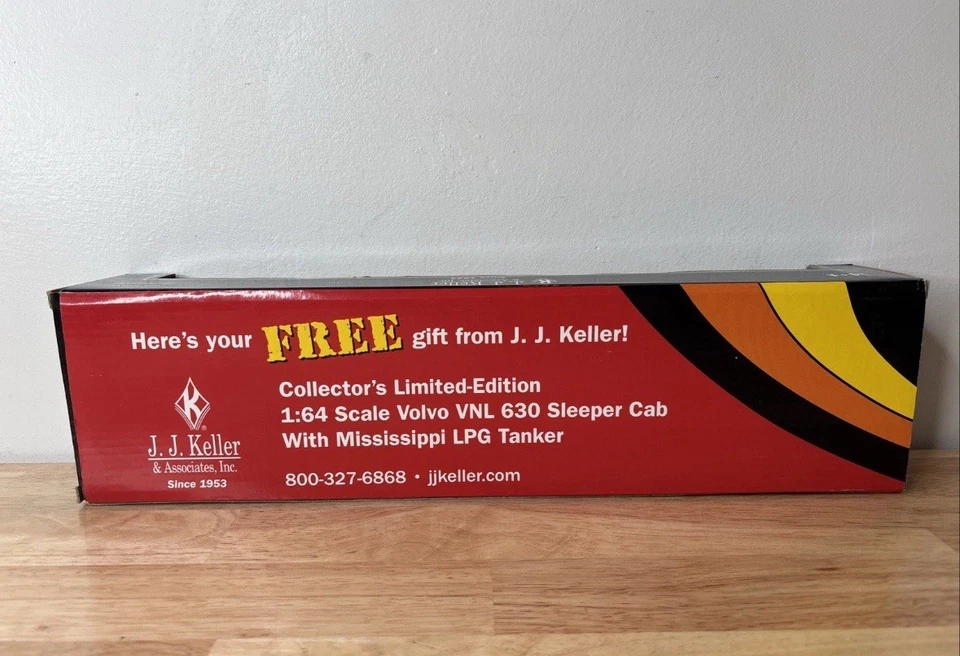 Here's your FREE gift from J. J. Keller!
Collector's Limited-Edition
1:64 Scale Volvo VNL 630 Sleeper Cab
With Mississippi LPG Tanker
800-327-6868 • jjkeller.com
K
®
J. J. Keller
& Associates, Inc.
Since 1953